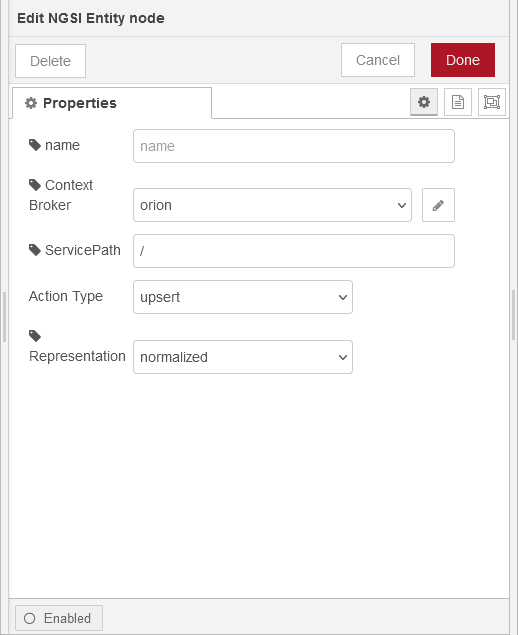 Edit NGSI Entity node
Delete
Cancel
Done
Properties
name
name
Context
Broker
orion
ServicePath
/
Action Type
upsert
Representation
normalized
Enabled